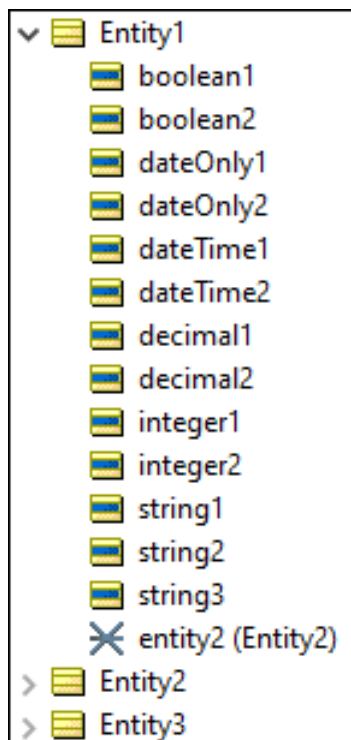 Entity1
boolean1
boolean2
dateOnly1
dateOnly2
dateTime1
dateTime2
decimal1
decimal2
integer1
integer2
string1
string2
string3
entity2 (Entity2)
Entity2
Entity3